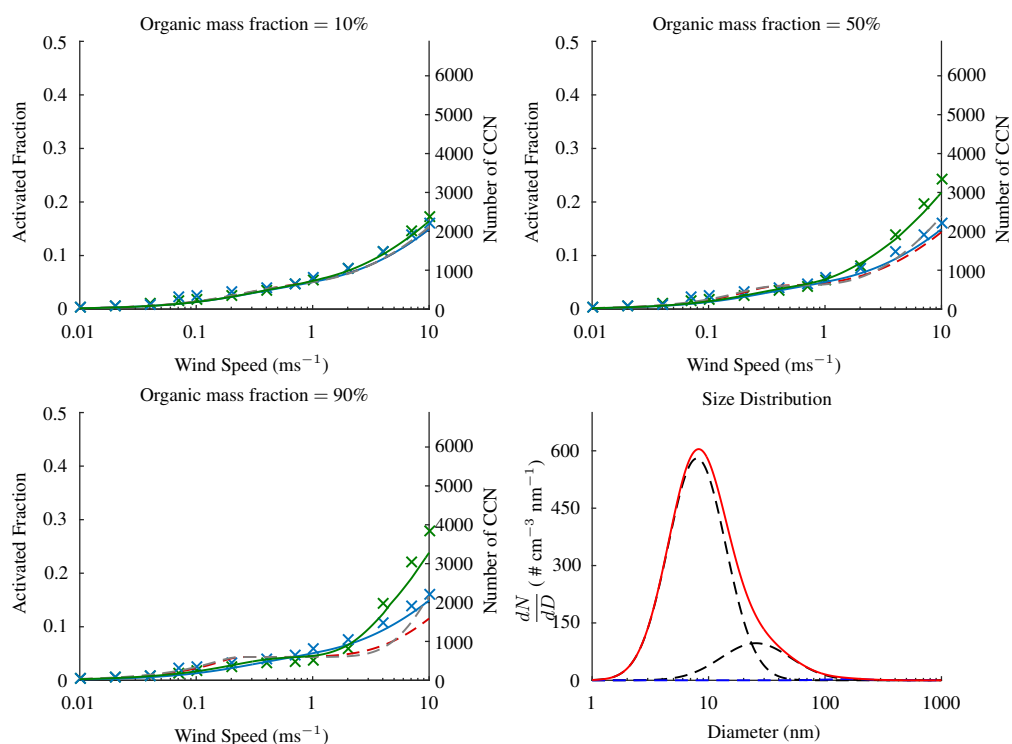 Organic mass fraction = 10%
0.5
0.4
0.3
0.2
0.1
0
Activated Fraction
6000
5000
4000
3000
2000
1000
0
Number of CCN
0.01 0.1 1 10
Wind Speed (ms⁻¹)
Organic mass fraction = 50%
0.5
0.4
0.3
0.2
0.1
0
Activated Fraction
6000
5000
4000
3000
2000
1000
0
Number of CCN
0.01 0.1 1 10
Wind Speed (ms⁻¹)
Organic mass fraction = 90%
0.5
0.4
0.3
0.2
0.1
0
Activated Fraction
6000
5000
4000
3000
2000
1000
0
Number of CCN
0.01 0.1 1 10
Wind Speed (ms⁻¹)
Size Distribution
600
450
300
150
0
dN/dD ( # cm⁻³ nm⁻¹)
1 10 100 1000
Diameter (nm)